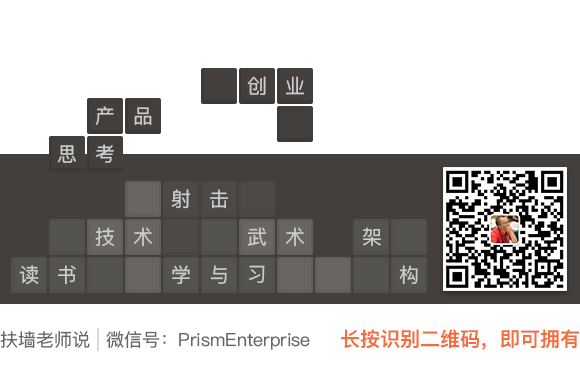 创业
产品
思考
射击
技术 武术 架
读书 学与习 构
扶墙老师说 | 微信号：PrismEnterprise 长按识别二维码，即可拥有